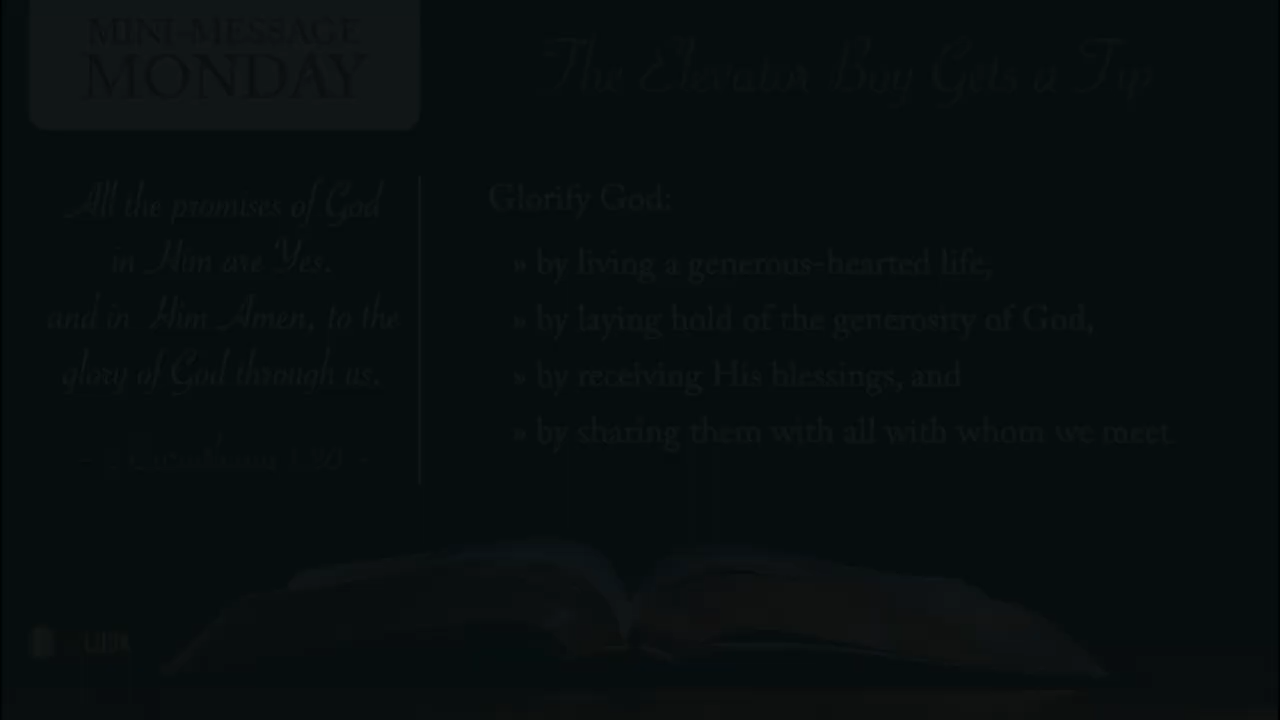 MINI-MESSAGE
MONDAY
The Elevator Boy Gets a Tip
All the promises of God
in Him are Yes,
and in Him Amen, to the
glory of God through us.
Glorify God:
» by living a generous-hearted life,
» by laying hold of the generosity of God,
» by receiving His blessings, and
» by sharing them with all with whom we meet